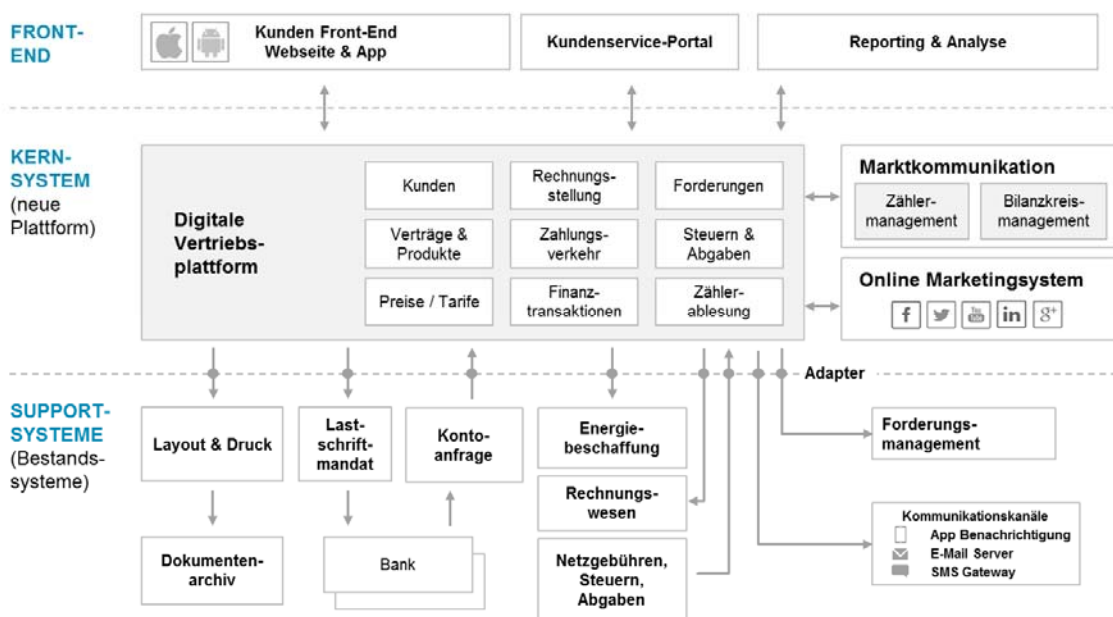 FRONT-
END
Kunden Front-End
Webseite & App
Kundenservice-Portal
Reporting & Analyse
KERN-
SYSTEM
(neue
Plattform)
Digitale
Vertriebs-
plattform
Kunden
Rechnungs-
stellung
Forderungen
Verträge &
Produkte
Zahlungs-
verkehr
Steuern &
Abgaben
Preise / Tarife
Finanz-
transaktionen
Zähler-
ablesung
Marktkommunikation
Zähler-
management
Bilanzkreis-
management
Online Marketingsystem
f
You
Tube
in
g+
Adapter
SUPPORT-
SYSTEME
(Bestands-
systeme)
Layout & Druck
Last-
schrift-
mandat
Konto-
anfrage
Energie-
beschaffung
Forderungs-
management
Rechnungs-
wesen
Dokumenten-
archiv
Bank
Netzgebühren,
Steuern,
Abgaben
Kommunikationskanäle
App Benachrichtigung
E-Mail Server
SMS Gateway